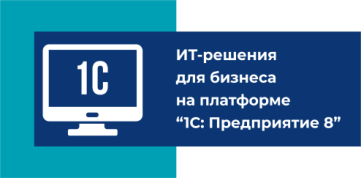 1С
ИТ-решения
для бизнеса
на платформе
“1С: Предприятие 8”